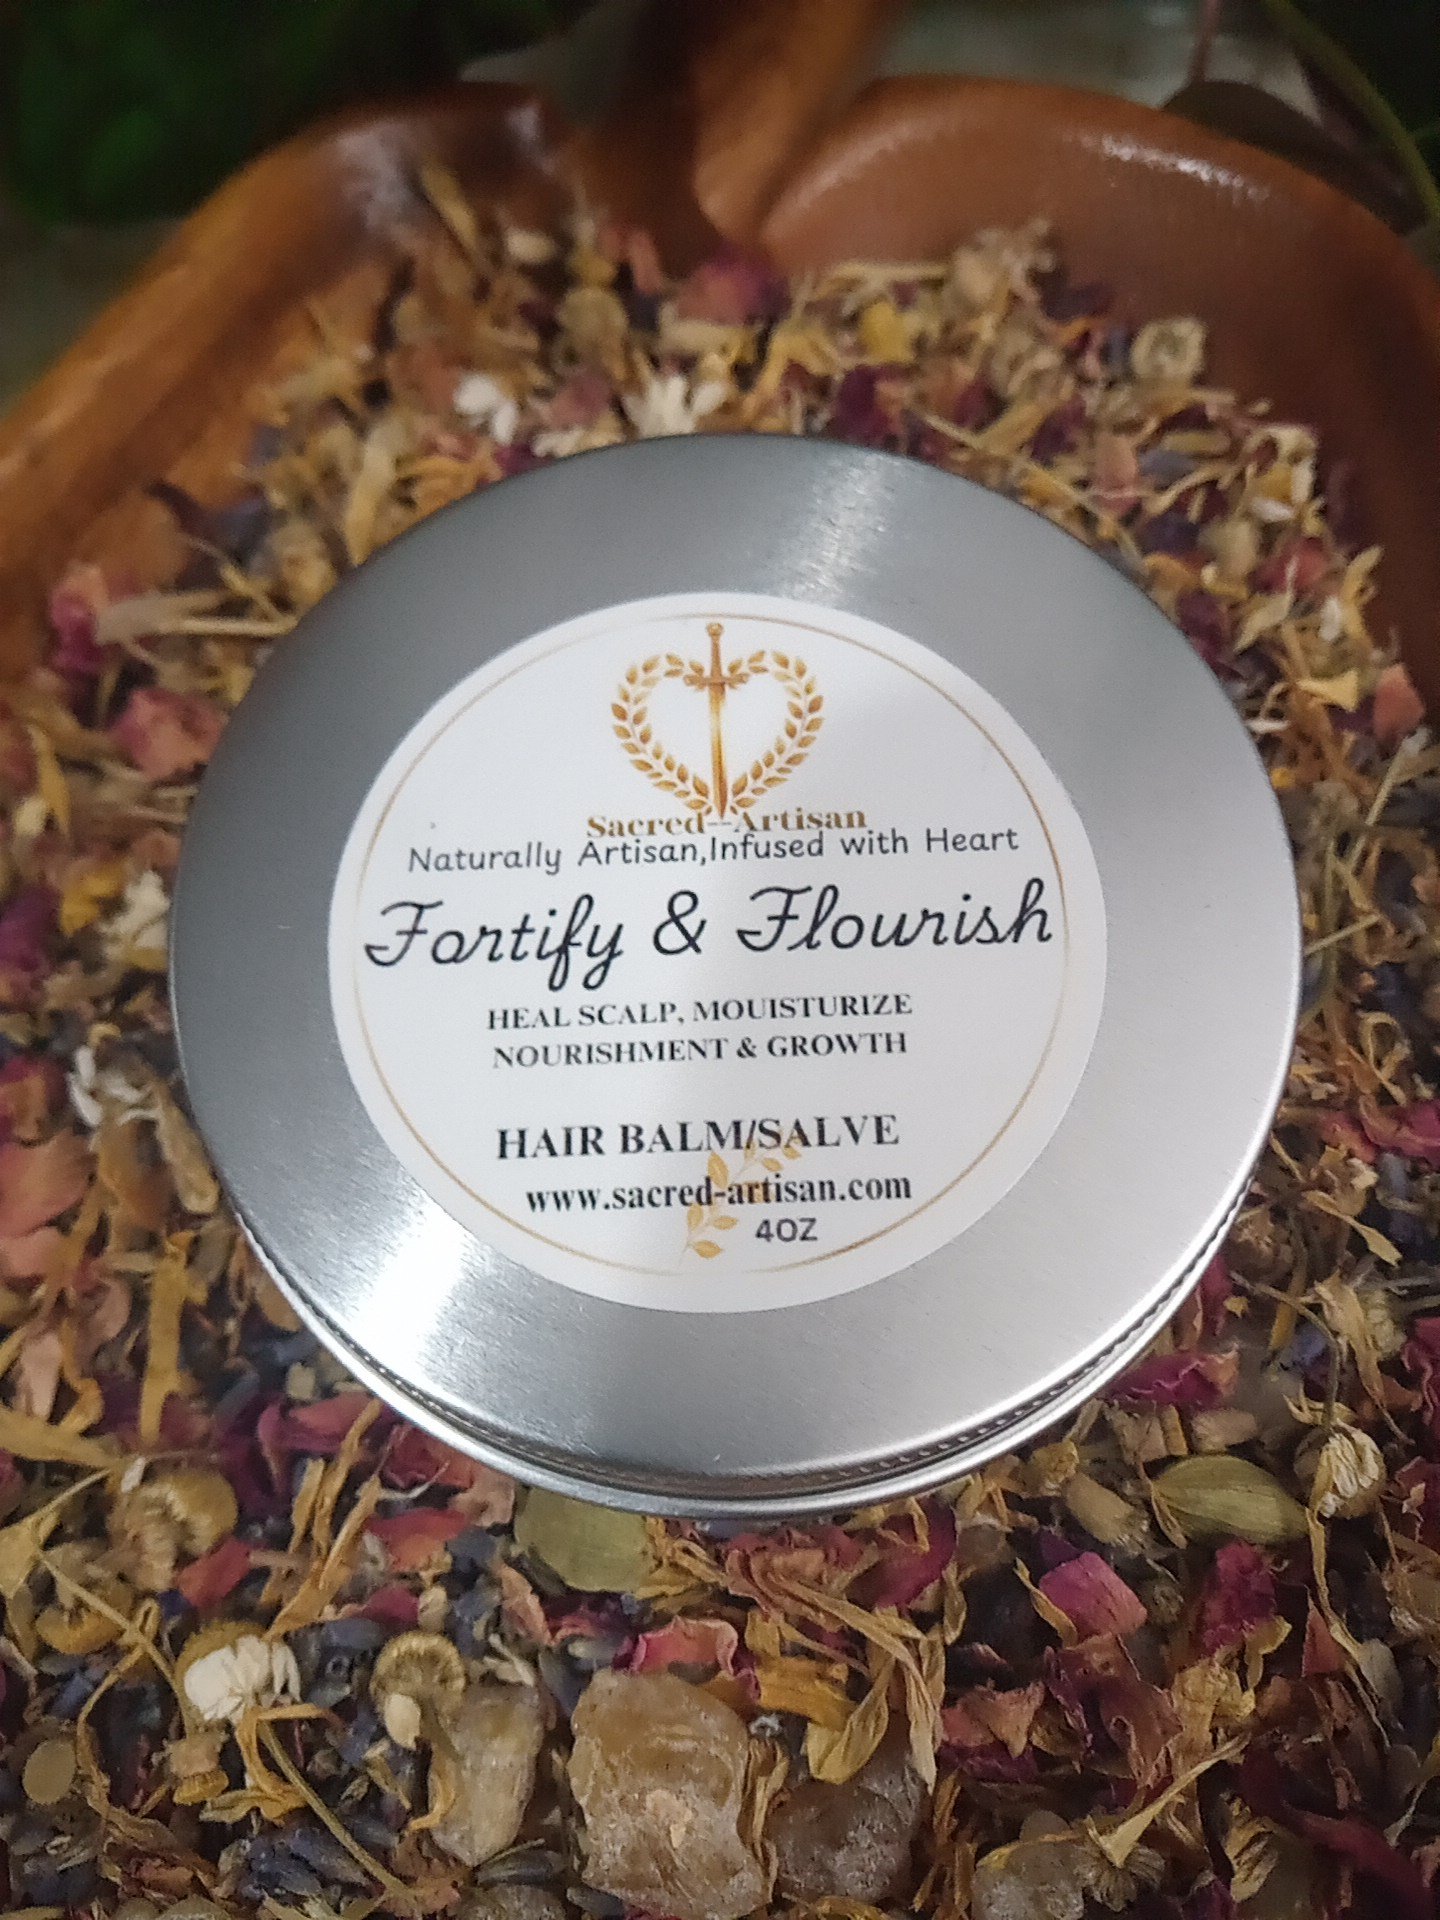 Sacred--Artisan
Naturally Artisan,Infused with Heart
Fortify & Flourish
HEAL SCALP, MOUISTURIZE
NOURISHMENT & GROWTH
HAIR BALM/SALVE
www.sacred-artisan.com
4OZ